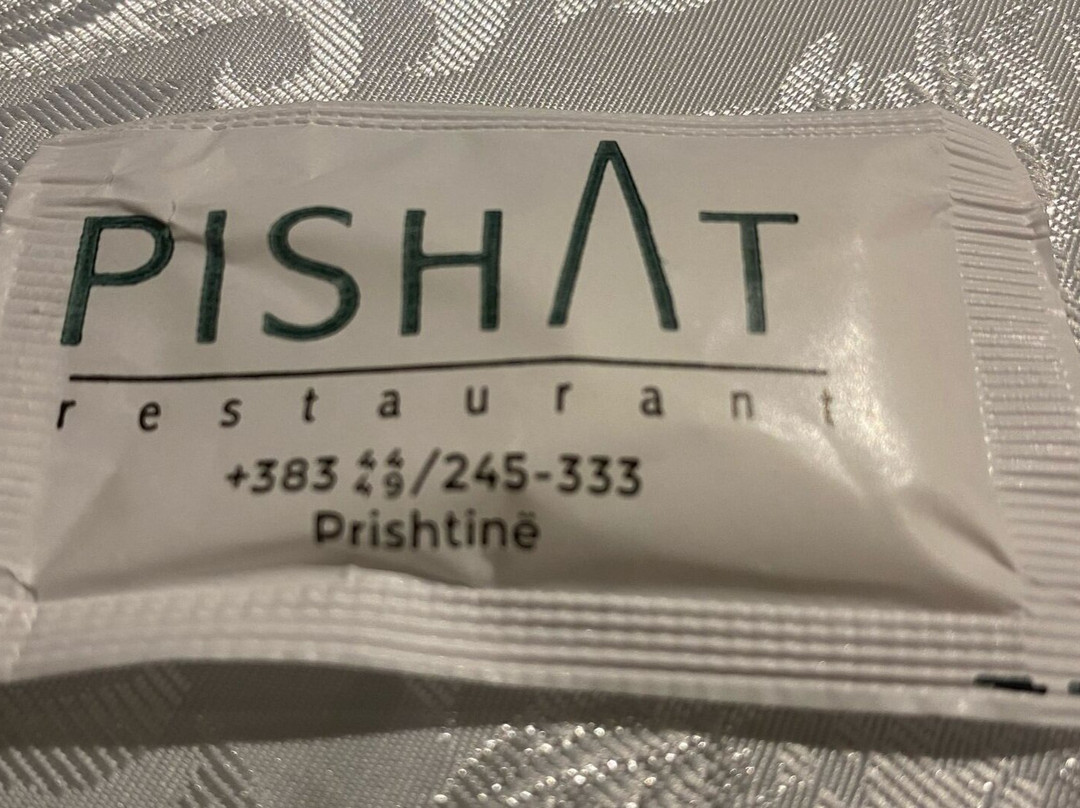 PISHAT
restaurant
+383 44/49/245-333
Prishtinë